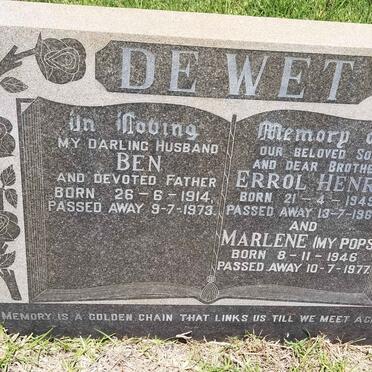 DE WET
In Loving
MY DARLING HUSBAND
BEN
AND DEVOTED FATHER
BORN 26-6-1914
PASSED AWAY 9-7-1973
Memory
OUR BELOVED
AND DEAR
ERROL
BORN 21-4-
PASSED AWAY 13-7-
AND
MARLENE (MY
BORN 8-11-1946
PASSED AWAY 10-7-1977
MEMORY IS A GOLDEN CHAIN THAT LINKS US TILL WE MEET